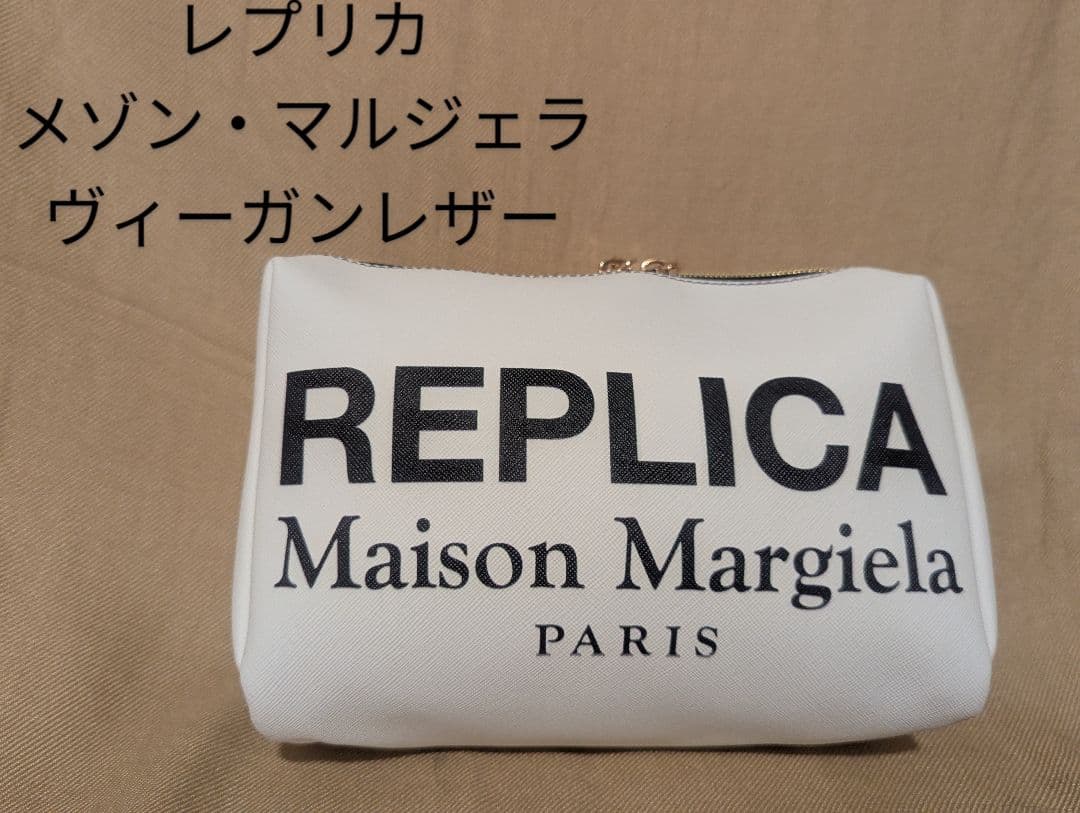 レプリカ
メゾン・マルジェラ
ヴィーガンレザー
REPLICA
Maison Margiela
PARIS